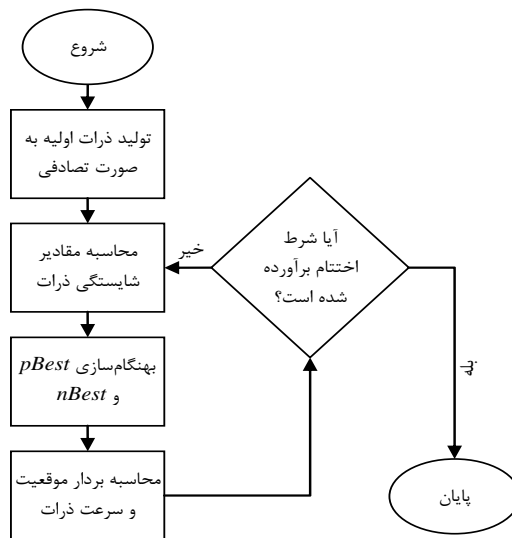 شروع
تولید ذرات اولیه به
صورت تصادفی
محاسبه مقادیر
شایستگی ذرات
بهنگام‌سازی pBest
و nBest
محاسبه بردار موقعیت
و سرعت ذرات
آیا شرط
اختتام برآورده
شده است؟
خیر
بله
پایان